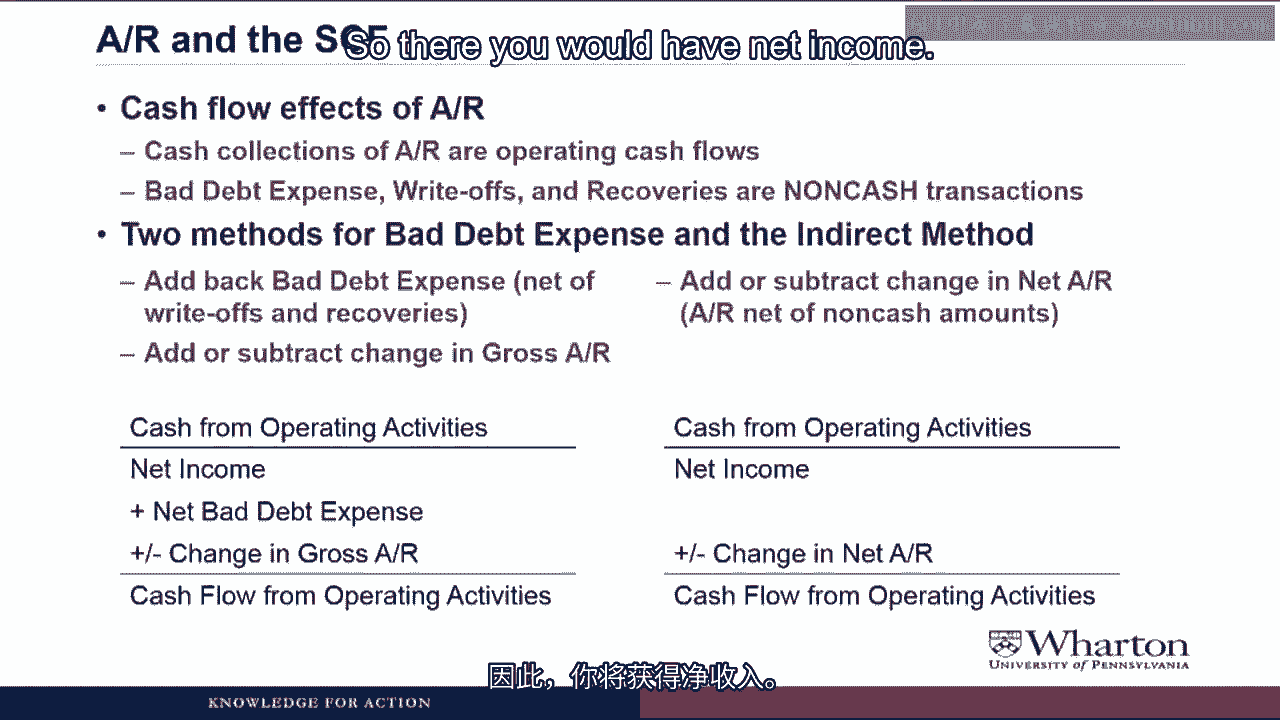 A/R and the SCF
So there you would have net income.
• Cash flow effects of A/R
– Cash collections of A/R are operating cash flows
– Bad Debt Expense, Write-offs, and Recoveries are NONCASH transactions
• Two methods for Bad Debt Expense and the Indirect Method
– Add back Bad Debt Expense (net of
write-offs and recoveries)
– Add or subtract change in Gross A/R
– Add or subtract change in Net A/R
(A/R net of noncash amounts)
Cash from Operating Activities
Net Income
+ Net Bad Debt Expense
+/- Change in Gross A/R
Cash Flow from Operating Activities
Cash from Operating Activities
Net Income
+/- Change in Net A/R
Cash Flow from Operating Activities
Wharton
UNIVERSITY OF PENNSYLVANIA
因此，你将获得净收入。
KNOWLEDGE FOR ACTION